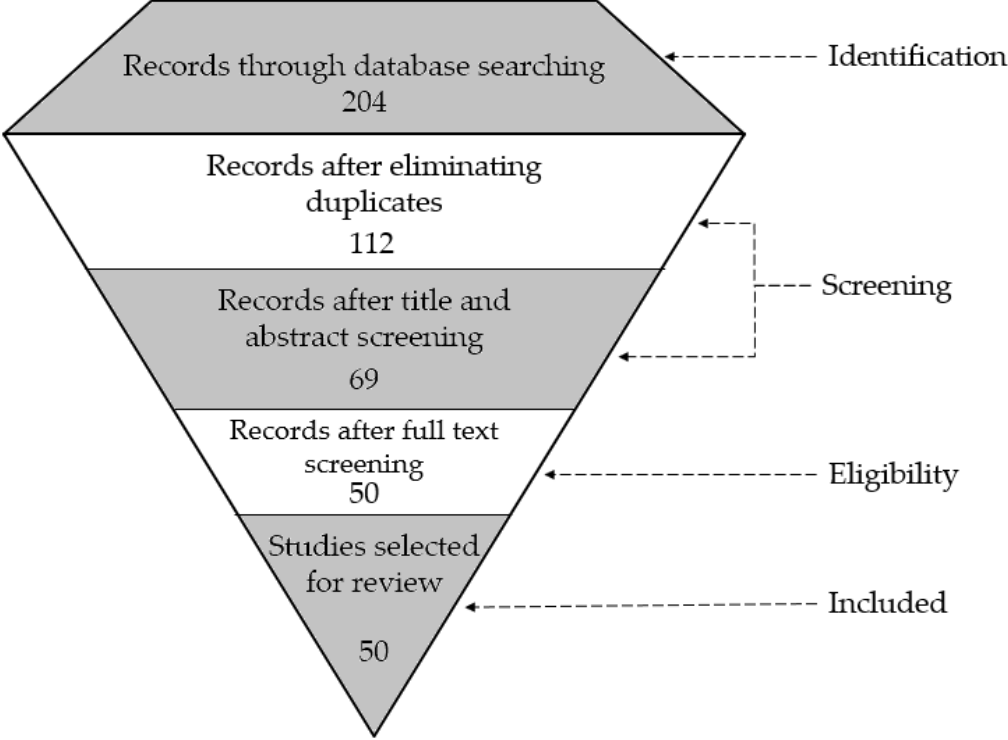 Records through database searching
204
Identification
Records after eliminating
duplicates
112
Records after title and
abstract screening
69
Screening
Records after full text
screening
50
Eligibility
Studies selected
for review
50
Included